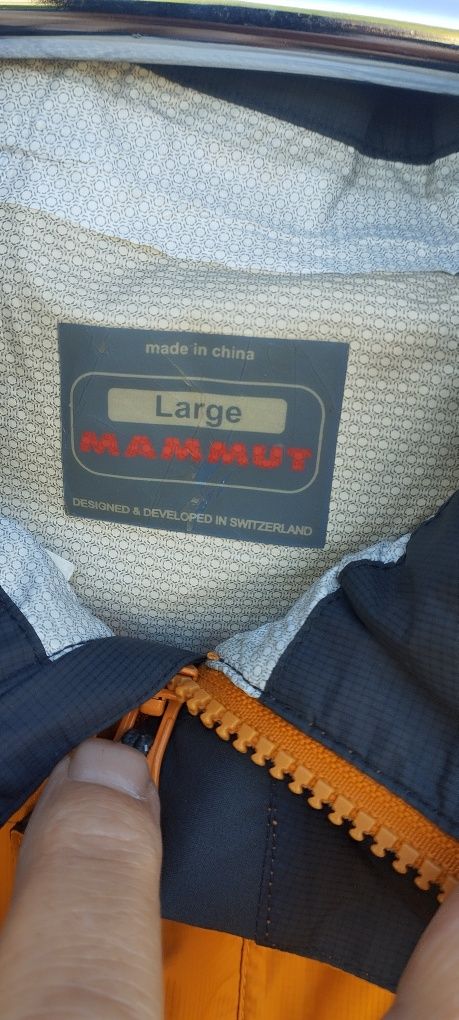 made in china
Large
MAMMUT
DESIGNED & DEVELOPED IN SWITZERLAND